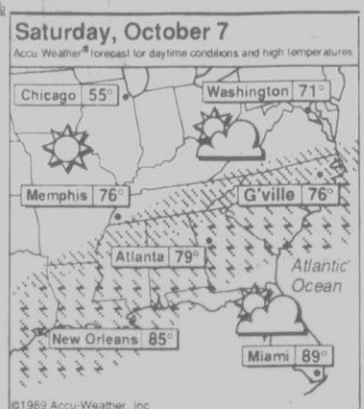 Saturday, October 7
Accu-Weather® forecast for daytime conditions and high temperatures
Chicago 55°
Washington 71°
Memphis 76°
G'ville 76°
Atlanta 79°
Atlantic
Ocean
New Orleans 85°
Miami 89°
©1989 Accu-Weather, Inc.